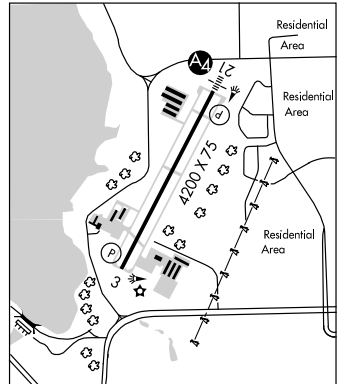 Residential
Area
A4
21
Residential
Area
P
4200 X 75
Residential
Area
P
3